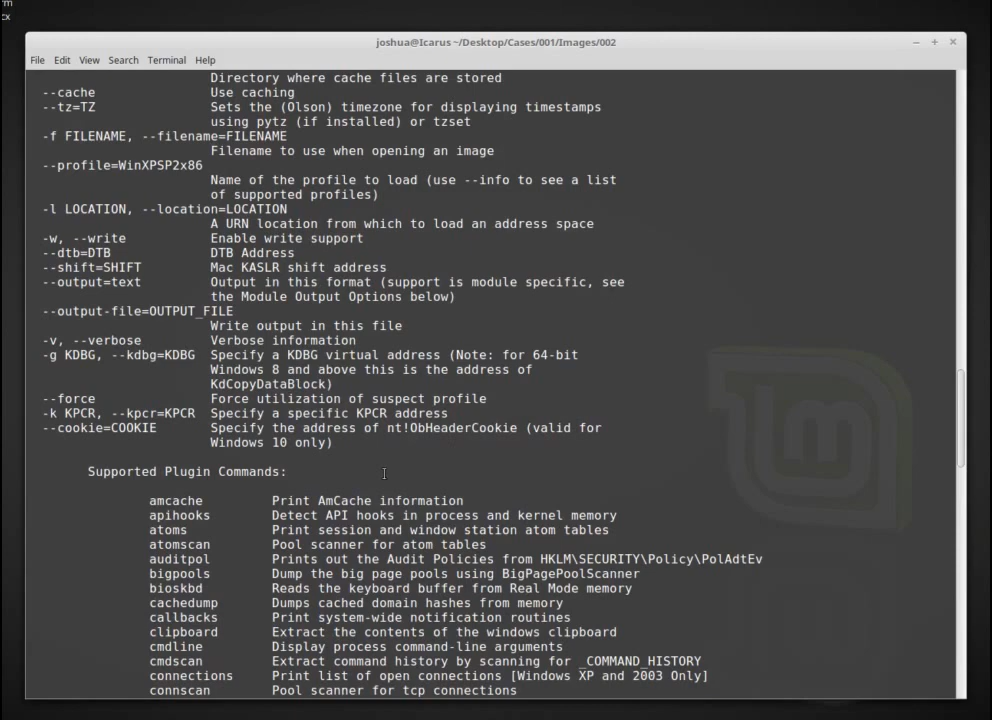 rm
cx
joshua@Icarus ~/Desktop/Cases/001/Images/002
File Edit View Search Terminal Help
Directory where cache files are stored
--cache Use caching
--tz=TZ Sets the (Olson) timezone for displaying timestamps
using pytz (if installed) or tzset
-f FILENAME, --filename=FILENAME
Filename to use when opening an image
--profile=WinXPSP2x86
Name of the profile to load (use --info to see a list
of supported profiles)
-l LOCATION, --location=LOCATION
A URN location from which to load an address space
-w, --write Enable write support
--dtb=DTB DTB Address
--shift=SHIFT Mac KASLR shift address
--output=text Output in this format (support is module specific, see
the Module Output Options below)
--output-file=OUTPUT_FILE
Write output in this file
-v, --verbose Verbose information
-g KDBG, --kdbg=KDBG Specify a KDBG virtual address (Note: for 64-bit
Windows 8 and above this is the address of
KdCopyDataBlock)
--force Force utilization of suspect profile
-k KPCR, --kpcr=KPCR Specify a specific KPCR address
--cookie=COOKIE Specify the address of nt!ObHeaderCookie (valid for
Windows 10 only)
Supported Plugin Commands:
amcache Print AmCache information
apihooks Detect API hooks in process and kernel memory
atoms Print session and window station atom tables
atomscan Pool scanner for atom tables
auditpol Prints out the Audit Policies from HKLM\SECURITY\Policy\PolAdtEv
bigpools Dump the big page pools using BigPagePoolScanner
bioskbd Reads the keyboard buffer from Real Mode memory
cachedump Dumps cached domain hashes from memory
callbacks Print system-wide notification routines
clipboard Extract the contents of the windows clipboard
cmdline Display process command-line arguments
cmdscan Extract command history by scanning for _COMMAND_HISTORY
connections Print list of open connections [Windows XP and 2003 Only]
connscan Pool scanner for tcp connections